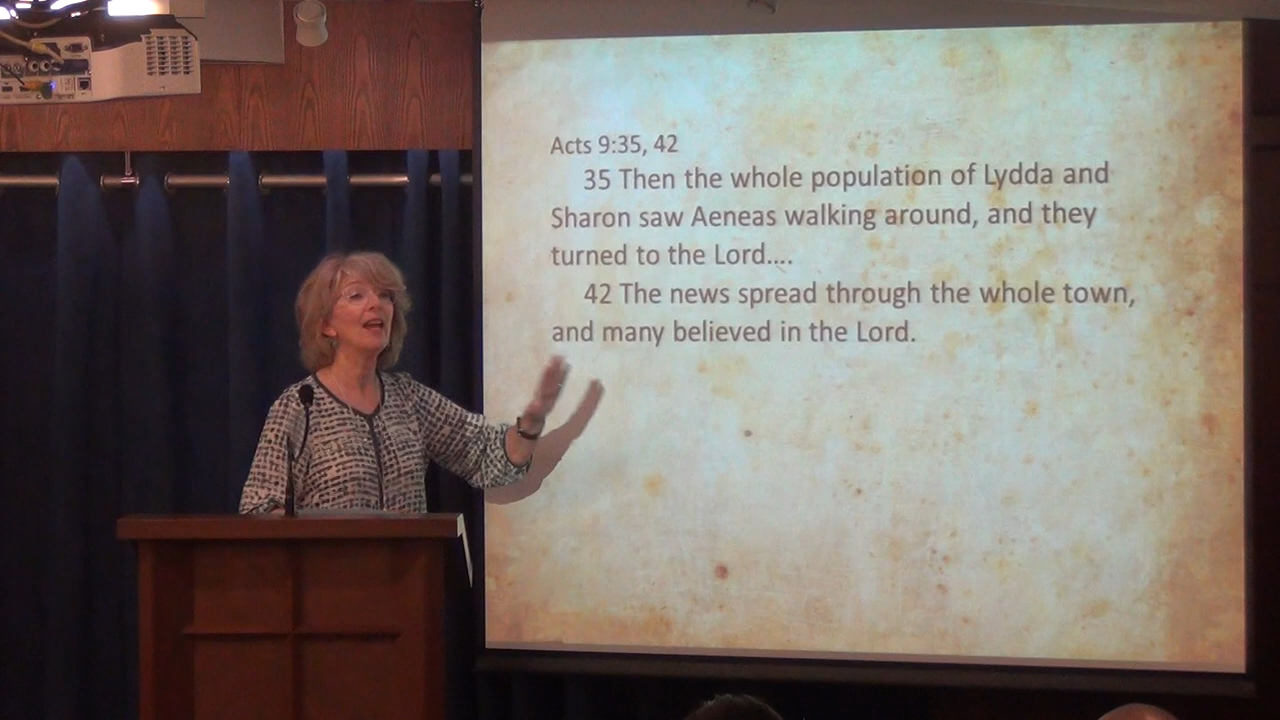 Acts 9:35, 42
35 Then the whole population of Lydda and
Sharon saw Aeneas walking around, and they
turned to the Lord....
42 The news spread through the whole town,
and many believed in the Lord.